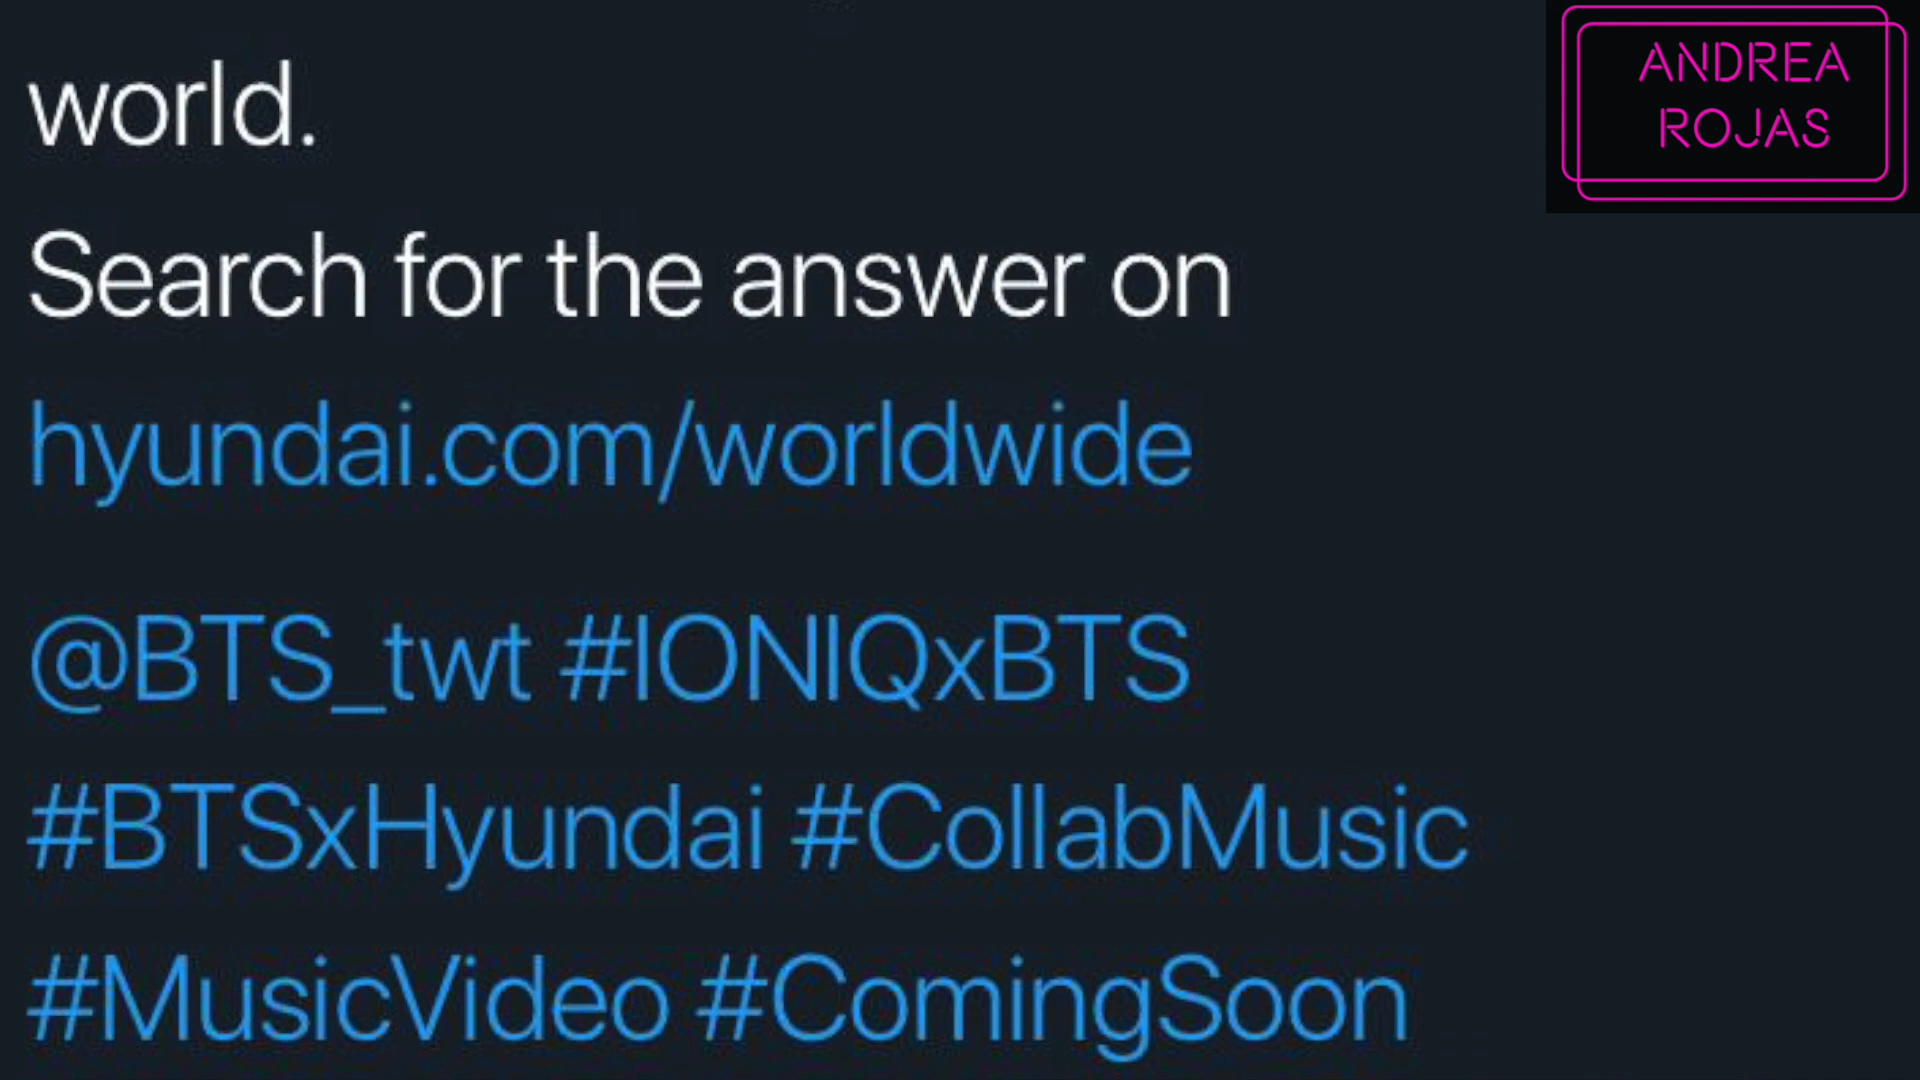 world.
Search for the answer on
hyundai.com/worldwide
@BTS_twt #IONIQxBTS
#BTSxHyundai #CollabMusic
#MusicVideo #ComingSoon
ANDREA
ROJAS